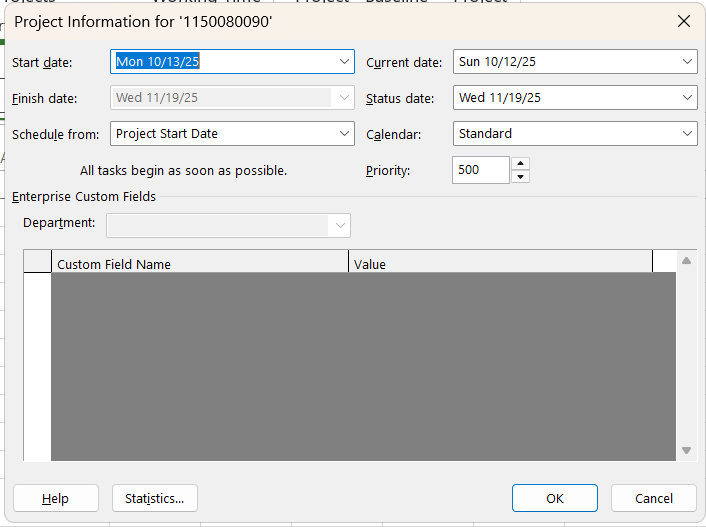 Project Information for '1150080090'
Start date: Mon 10/13/25 Current date: Sun 10/12/25
Finish date: Wed 11/19/25 Status date: Wed 11/19/25
Schedule from: Project Start Date Calendar: Standard
All tasks begin as soon as possible. Priority: 500
Enterprise Custom Fields
Department:
Custom Field Name Value
Help Statistics... OK Cancel